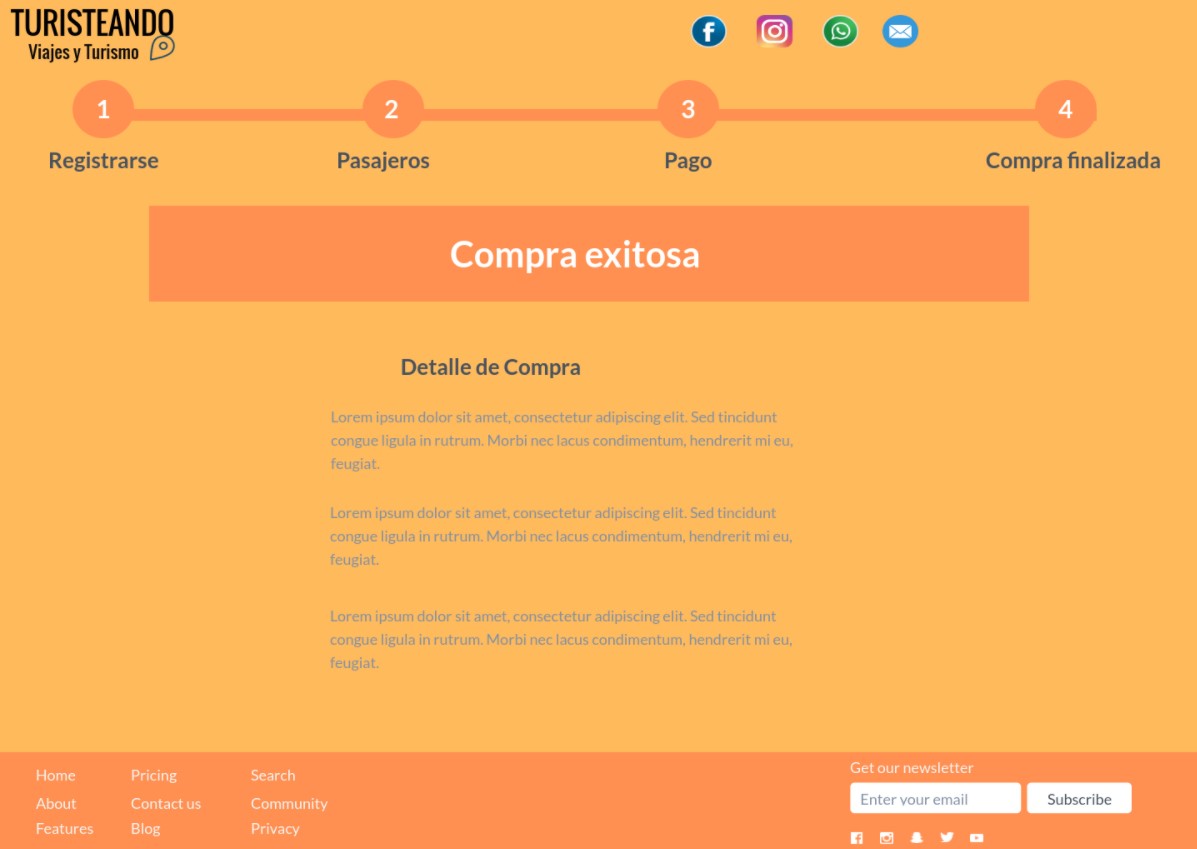 TURISTEANDO
Viajes y Turismo
1
2
3
4
Registrarse
Pasajeros
Pago
Compra finalizada
Compra exitosa
Detalle de Compra
Lorem ipsum dolor sit amet, consectetur adipiscing elit. Sed tincidunt
congue ligula in rutrum. Morbi nec lacus condimentum, hendrerit mi eu,
feugiat.
Lorem ipsum dolor sit amet, consectetur adipiscing elit. Sed tincidunt
congue ligula in rutrum. Morbi nec lacus condimentum, hendrerit mi eu,
feugiat.
Lorem ipsum dolor sit amet, consectetur adipiscing elit. Sed tincidunt
congue ligula in rutrum. Morbi nec lacus condimentum, hendrerit mi eu,
feugiat.
Home
Pricing
Search
About
Contact us
Community
Features
Blog
Privacy
Get our newsletter
Enter your email
Subscribe